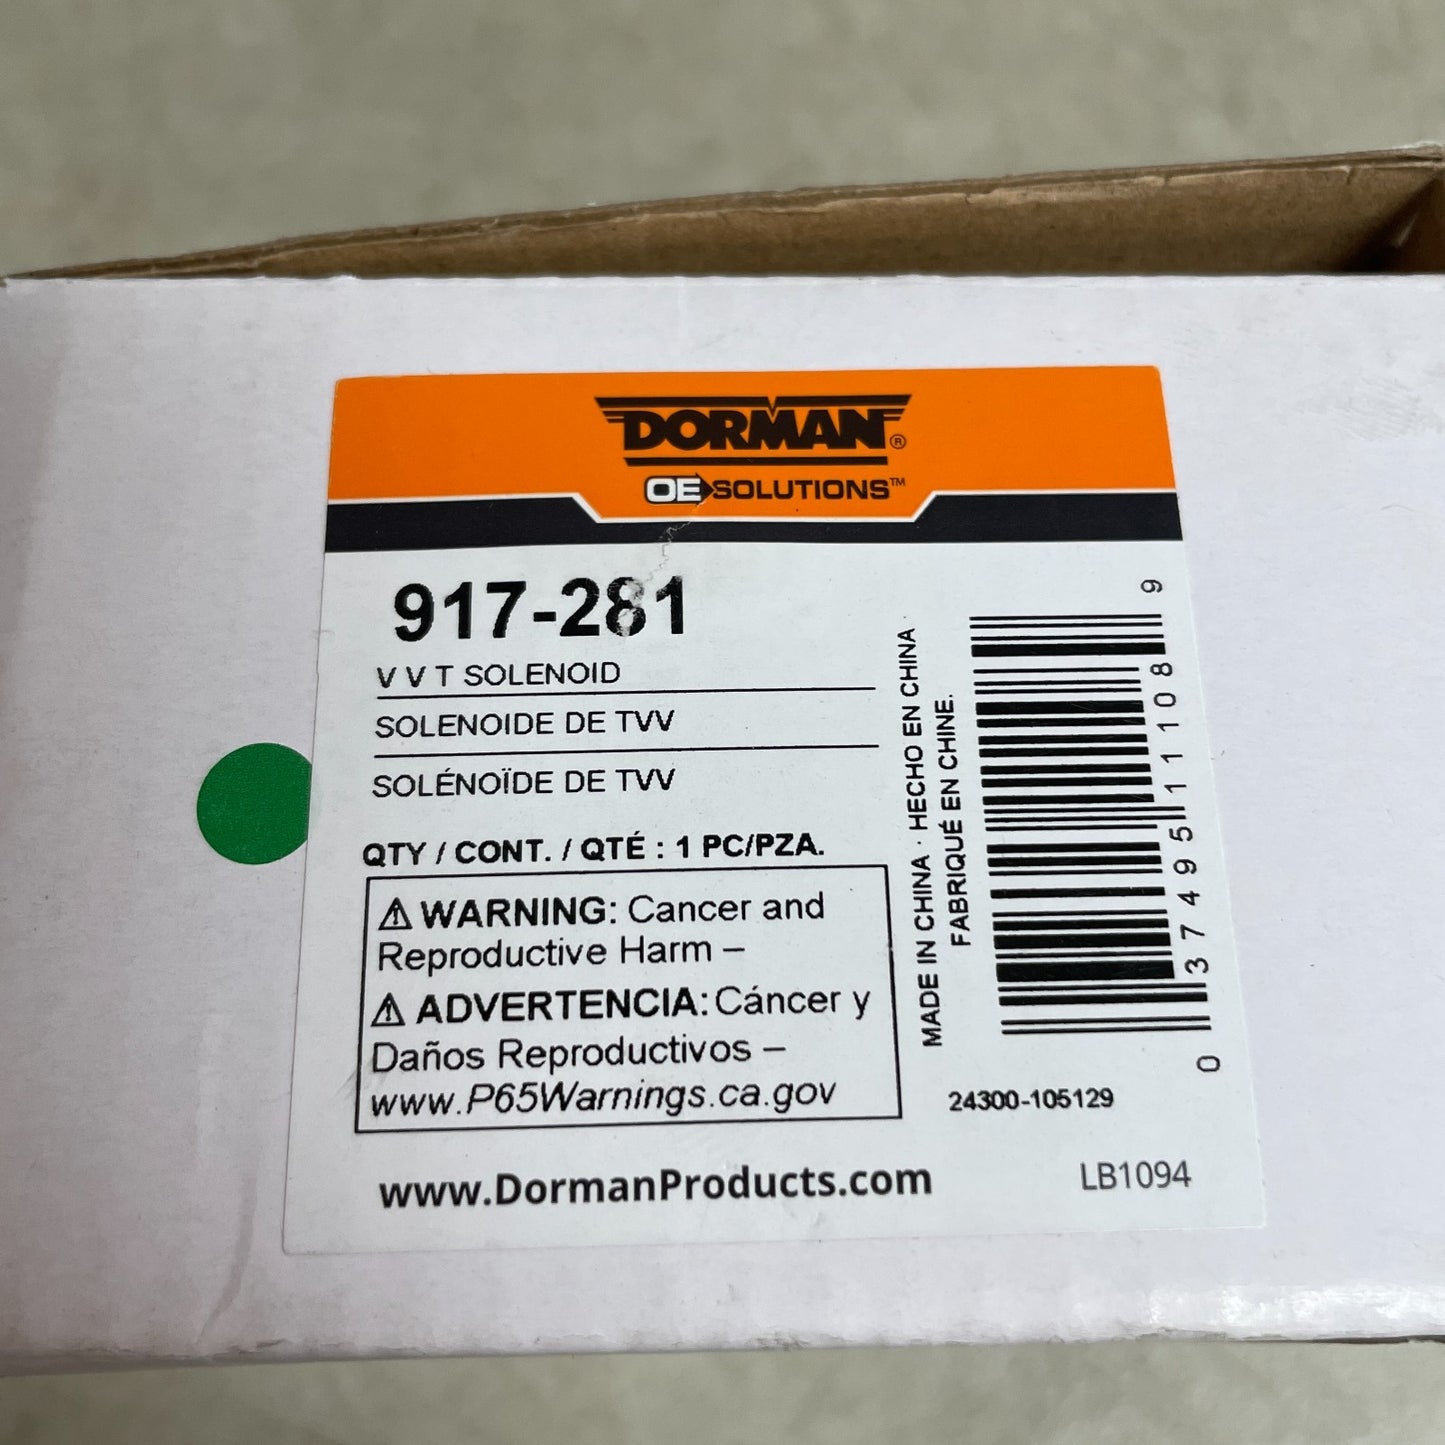 DORMAN®
OE SOLUTIONS™
917-281
V V T SOLENOID
SOLENOIDE DE TVV
SOLÉNOÏDE DE TVV
QTY / CONT. / QTÉ : 1 PC/PZA.
⚠ WARNING: Cancer and
Reproductive Harm –
⚠ ADVERTENCIA: Cáncer y
Daños Reproductivos –
www.P65Warnings.ca.gov
MADE IN CHINA · HECHO EN CHINA
FABRIQUÉ EN CHINE.
0 37495 11108 9
24300-105129
www.DormanProducts.com
LB1094